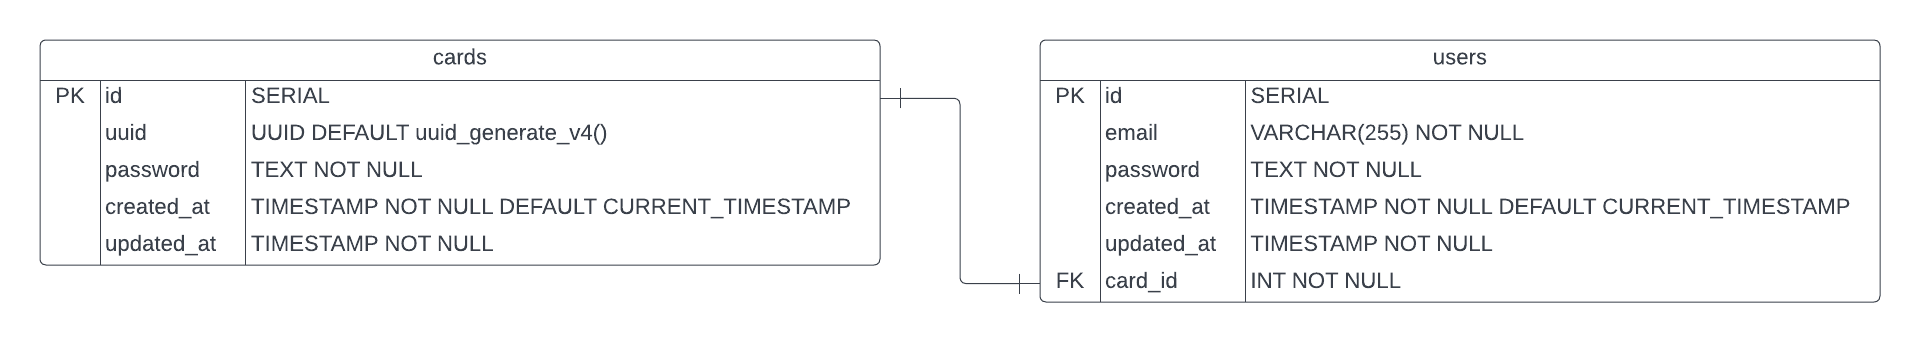 cards
PK id SERIAL
uuid UUID DEFAULT uuid_generate_v4()
password TEXT NOT NULL
created_at TIMESTAMP NOT NULL DEFAULT CURRENT_TIMESTAMP
updated_at TIMESTAMP NOT NULL
users
PK id SERIAL
email VARCHAR(255) NOT NULL
password TEXT NOT NULL
created_at TIMESTAMP NOT NULL DEFAULT CURRENT_TIMESTAMP
updated_at TIMESTAMP NOT NULL
FK card_id INT NOT NULL